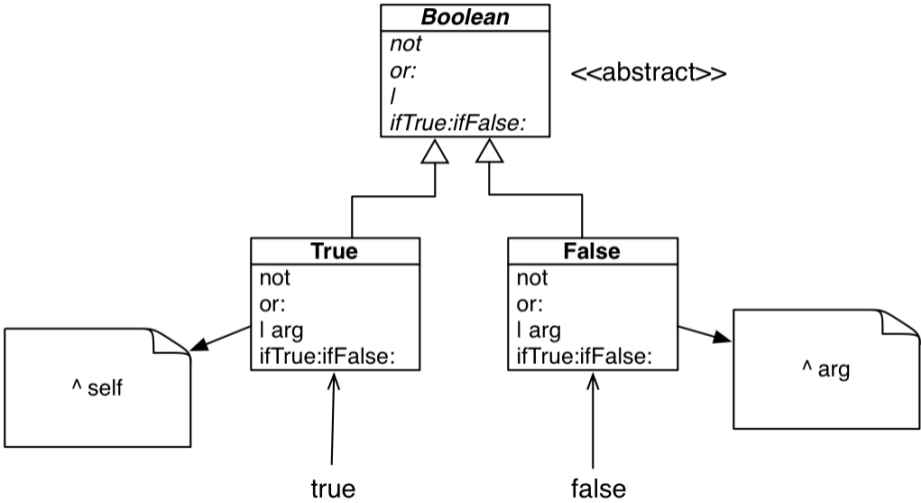 Boolean
not
or:
|
ifTrue:ifFalse:
<<abstract>>
True
not
or:
| arg
ifTrue:ifFalse:
False
not
or:
| arg
ifTrue:ifFalse:
^ self
^ arg
true
false